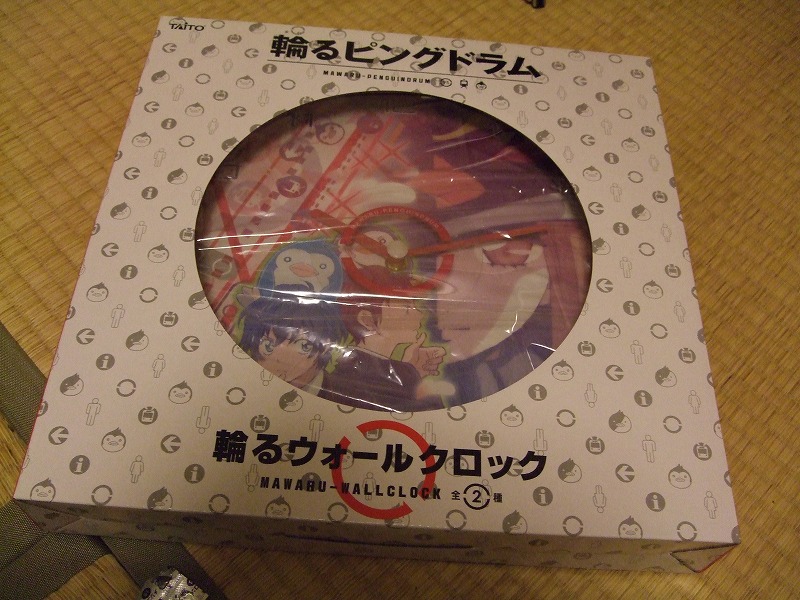 TAITO
輪るピングドラム
MAWARU-PENGUINDRUM
輪るウォールクロック
MAWARU-WALLCLOCK 全2種